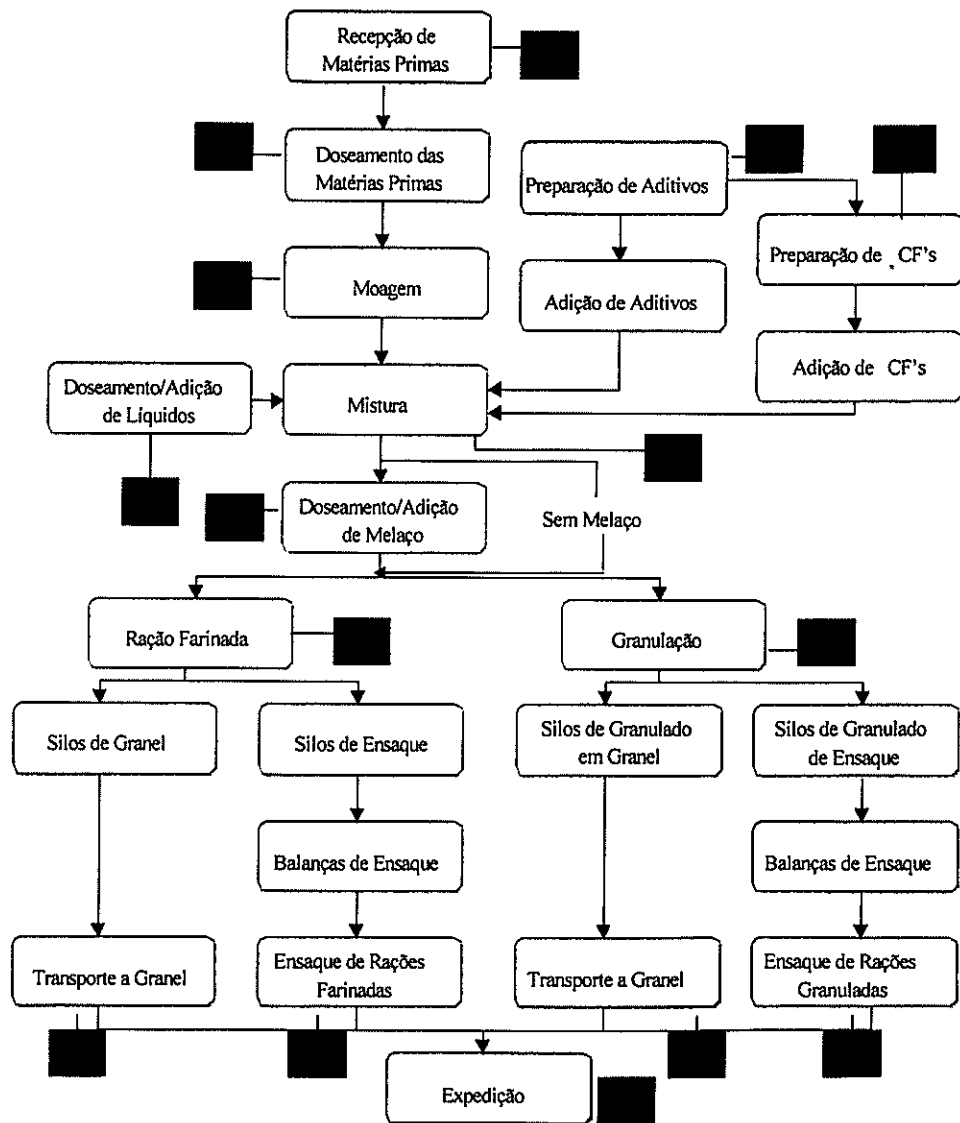 Recepção de
Matérias Primas
Doseamento das
Matérias Primas
Preparação de Aditivos
Preparação de CF's
Moagem
Adição de Aditivos
Adição de CF's
Doseamento/Adição
de Líquidos
Mistura
Doseamento/Adição
de Melaço
Sem Melaço
Ração Farinada
Granulação
Silos de Granel
Silos de Ensaque
Silos de Granulado
em Granel
Silos de Granulado
de Ensaque
Balanças de Ensaque
Balanças de Ensaque
Transporte a Granel
Ensaque de Rações
Farinadas
Transporte a Granel
Ensaque de Rações
Granuladas
Expedição